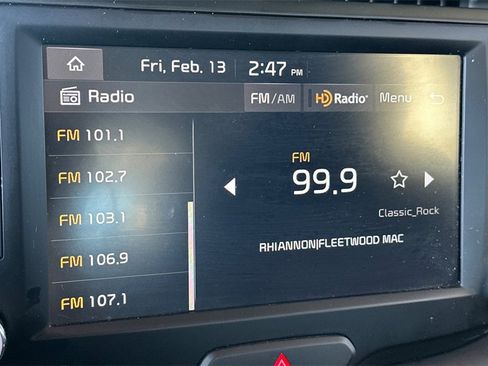 Fri, Feb. 13 2:47 PM
Radio FM/AM HD Radio® Menu
FM 101.1
FM 102.7
FM 103.1
FM 106.9
FM 107.1
FM
99.9
Classic_Rock
RHIANNON|FLEETWOOD MAC